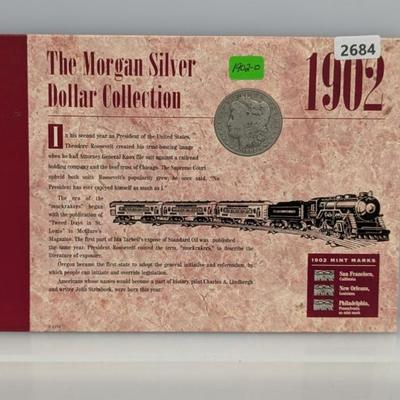 2684
1902
The Morgan Silver
Dollar Collection
1902-O
In his second year as President of the United States,
Theodore Roosevelt created his trust-busting image
when he had Attorney General Knox file suit against a railroad
holding company and the beef trust of Chicago. The Supreme Court
upheld both suits. Roosevelt's popularity grew; he once said, "No
President has ever enjoyed himself as much as I."
The era of the
"muckrakers" began
with the publication of
"Tweed Days in St.
Louis" in McClure's
Magazine. The first part of Ida Tarbell's expose of Standard Oil was published
the same year. President Roosevelt coined the term, "muckrakers," to describe the
literature of exposure.
Oregon became the first state to adopt the general initiative and referendum, by
which people can initiate and override legislation.
Americans whose names would become a part of history, pilot Charles A. Lindbergh
and writer John Steinbeck, were born this year.
1902 MINT MARKS
San Francisco,
California
New Orleans,
Louisiana
Philadelphia,
Pennsylvania
no mint mark